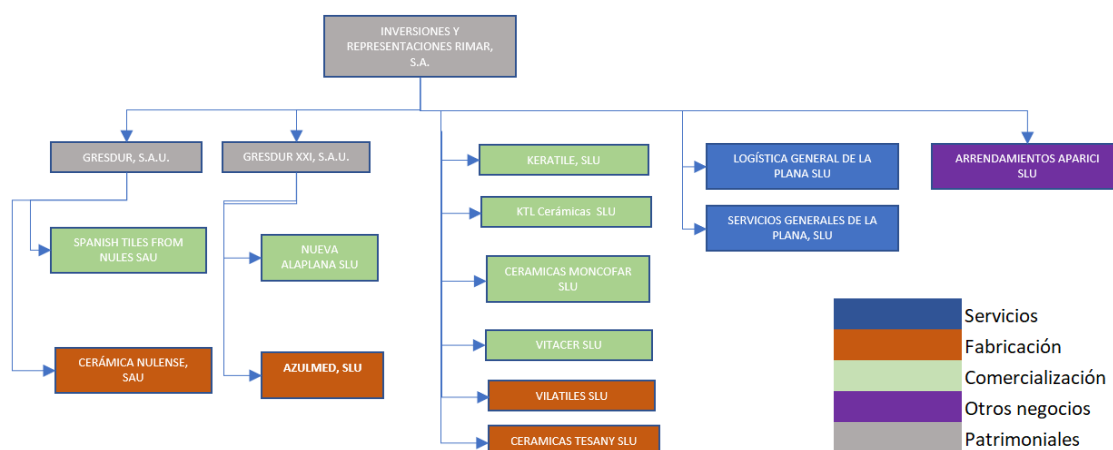 INVERSIONES Y
REPRESENTACIONES RIMAR,
S.A.
GRESDUR, S.A.U.
GRESDUR XXI, S.A.U.
KERATILE, SLU
LOGÍSTICA GENERAL DE LA
PLANA SLU
ARRENDAMIENTOS APARICI
SLU
KTL Cerámicas SLU
SERVICIOS GENERALES DE LA
PLANA, SLU
SPANISH TILES FROM
NULES SAU
NUEVA
ALAPLANA SLU
CERAMICAS MONCOFAR
SLU
VITACER SLU
CERÁMICA NULENSE,
SAU
AZULMED, SLU
VILATILES SLU
CERAMICAS TESANY SLU
Servicios
Fabricación
Comercialización
Otros negocios
Patrimoniales